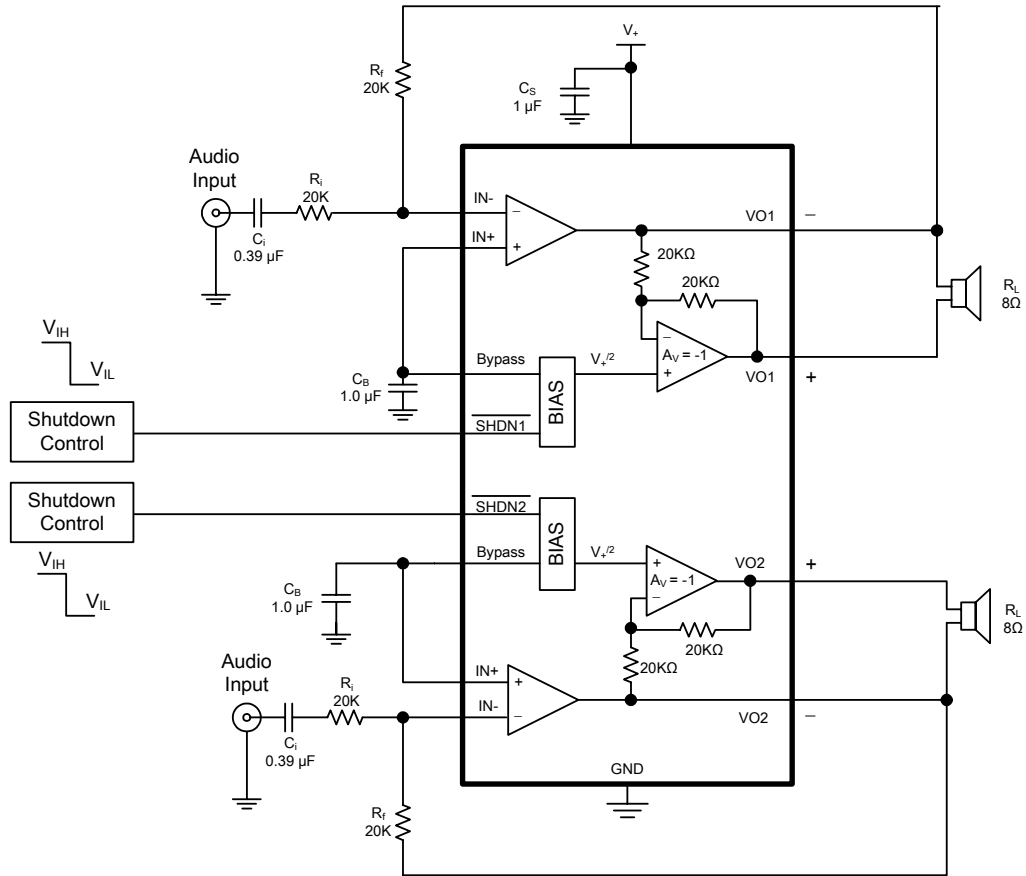 V+
Rf
20K
CS
1 µF
Audio
Input
Ri
20K
Ci
0.39 µF
IN-
IN+
−
+
VO1
−
20KΩ
20KΩ
RL
8Ω
−
AV = -1
+
VO1
+
VIH
VIL
Bypass
V+/2
BIAS
CB
1.0 µF
SHDN1
Shutdown
Control
Shutdown
Control
SHDN2
Bypass
V+/2
BIAS
VIH
VIL
CB
1.0 µF
+
AV = -1
−
VO2
+
RL
8Ω
20KΩ
20KΩ
Audio
Input
Ri
20K
Ci
0.39 µF
IN+
IN-
+
−
VO2
−
GND
Rf
20K